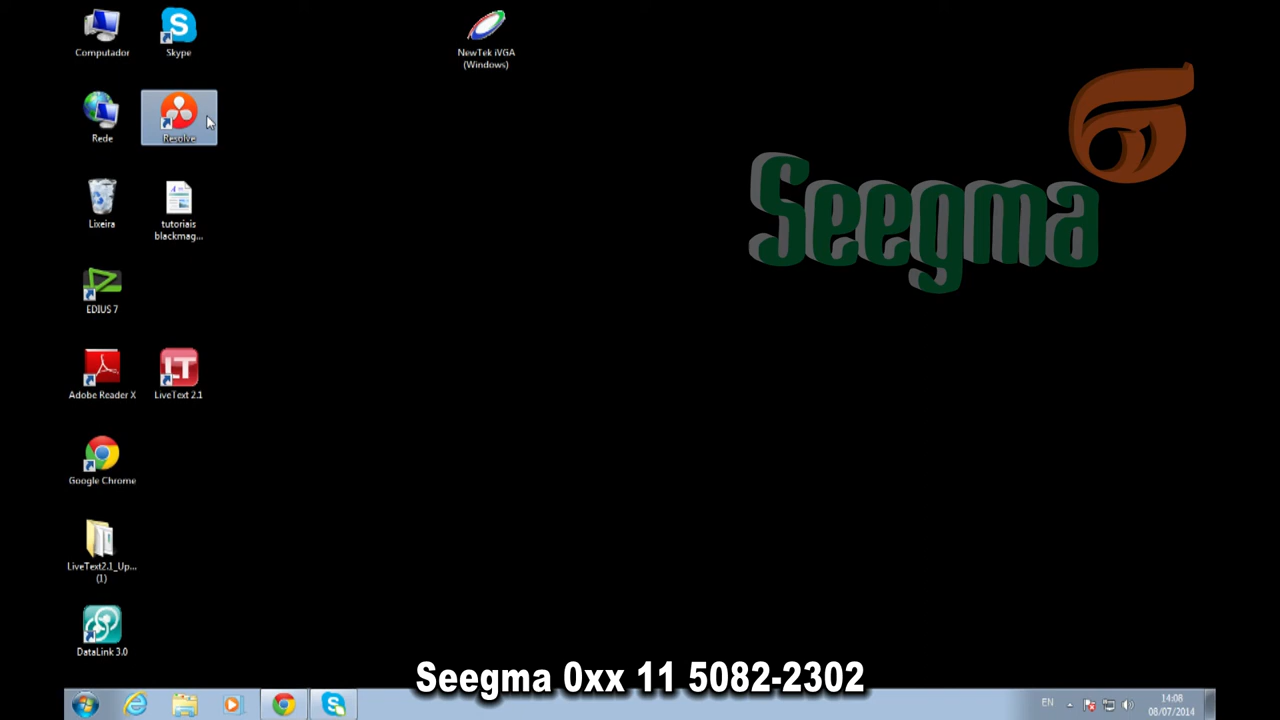 Computador
Skype
NewTek iVGA
(Windows)
Rede
Resolve
Seegma
Lixeira
tutoriais
blackmag...
EDIUS 7
Adobe Reader X
LT
LiveText 2.1
Google Chrome
LiveText2.1_Up...
(1)
DataLink 3.0
Seegma 0xx 11 5082-2302
EN
14:08
08/07/2014